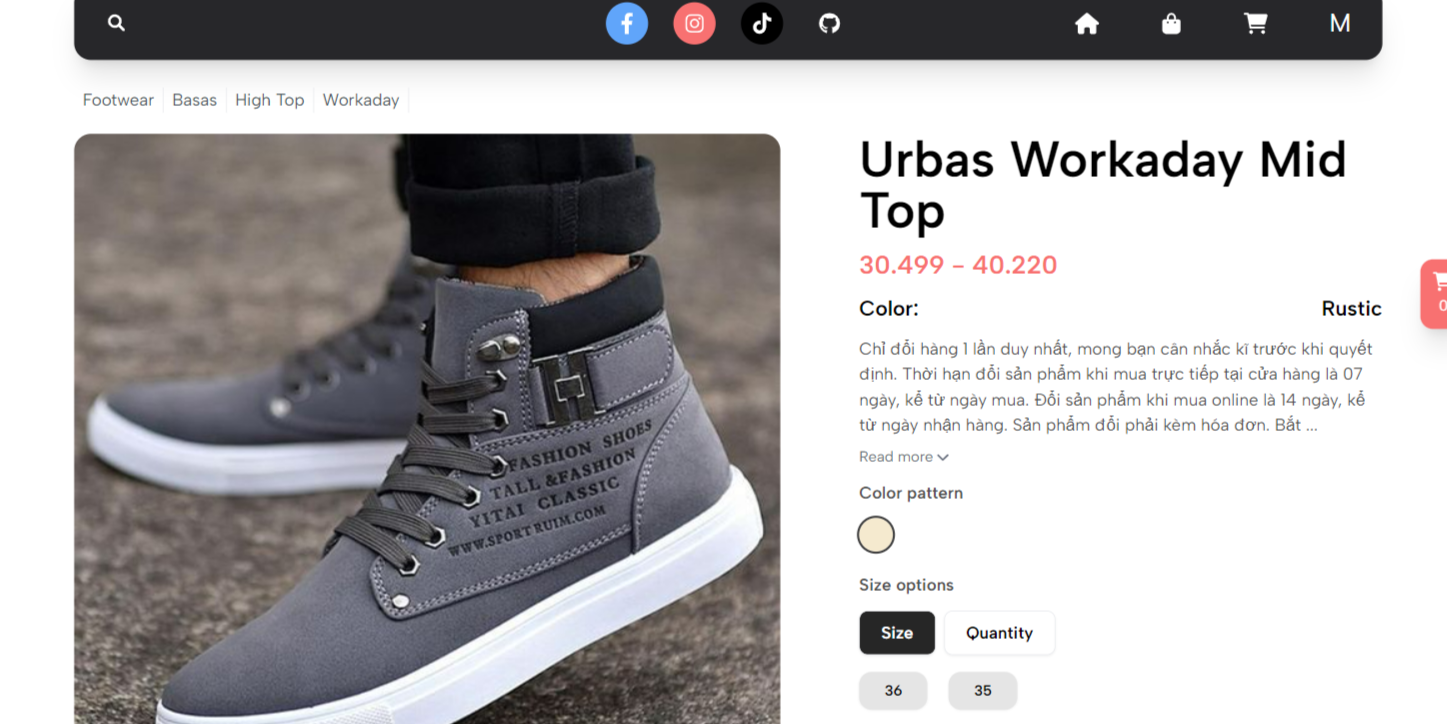 M
Footwear Basas High Top Workaday
Urbas Workaday Mid
Top
30.499 - 40.220
Color: Rustic
Chỉ đổi hàng 1 lần duy nhất, mong bạn cân nhắc kĩ trước khi quyết
định. Thời hạn đổi sản phẩm khi mua trực tiếp tại cửa hàng là 07
ngày, kể từ ngày mua. Đổi sản phẩm khi mua online là 14 ngày, kể
từ ngày nhận hàng. Sản phẩm đổi phải kèm hóa đơn. Bắt ...
Read more
Color pattern
Size options
Size Quantity
36 35
0
FASHION SHOES
TALL &FASHION
YITAI CLASSIC
WWW.SPORTRUIM.COM